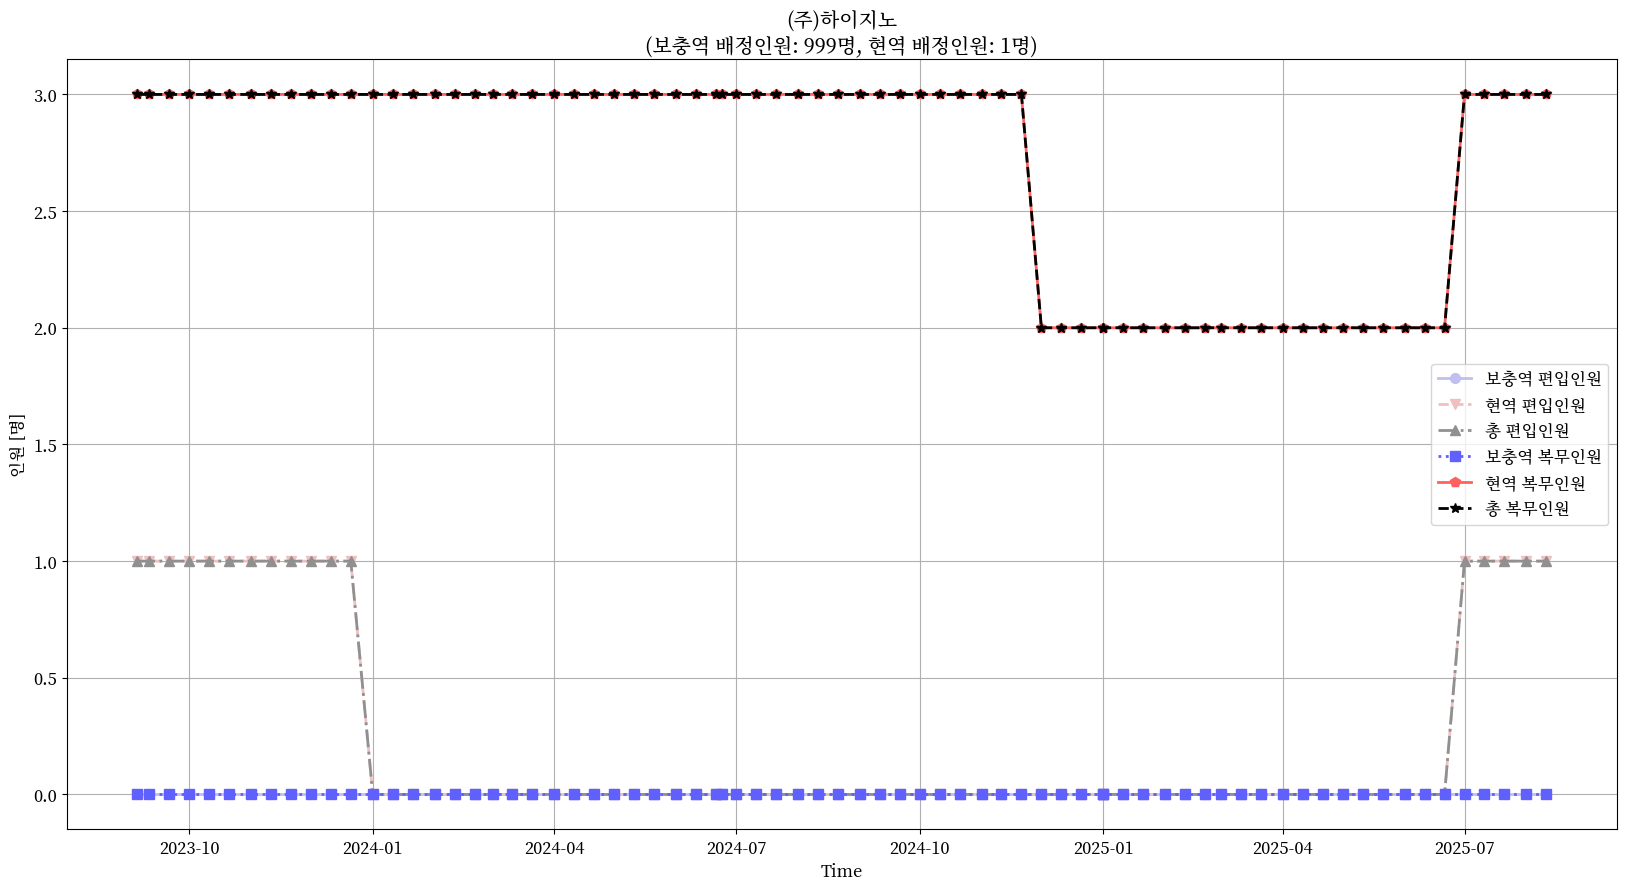 (주)하이지노
(보충역 배정인원: 999명, 현역 배정인원: 1명)
3.0
2.5
2.0
1.5
1.0
0.5
0.0
인원 [명]
보충역 편입인원
현역 편입인원
총 편입인원
보충역 복무인원
현역 복무인원
총 복무인원
2023-10
2024-01
2024-04
2024-07
2024-10
2025-01
2025-04
2025-07
Time